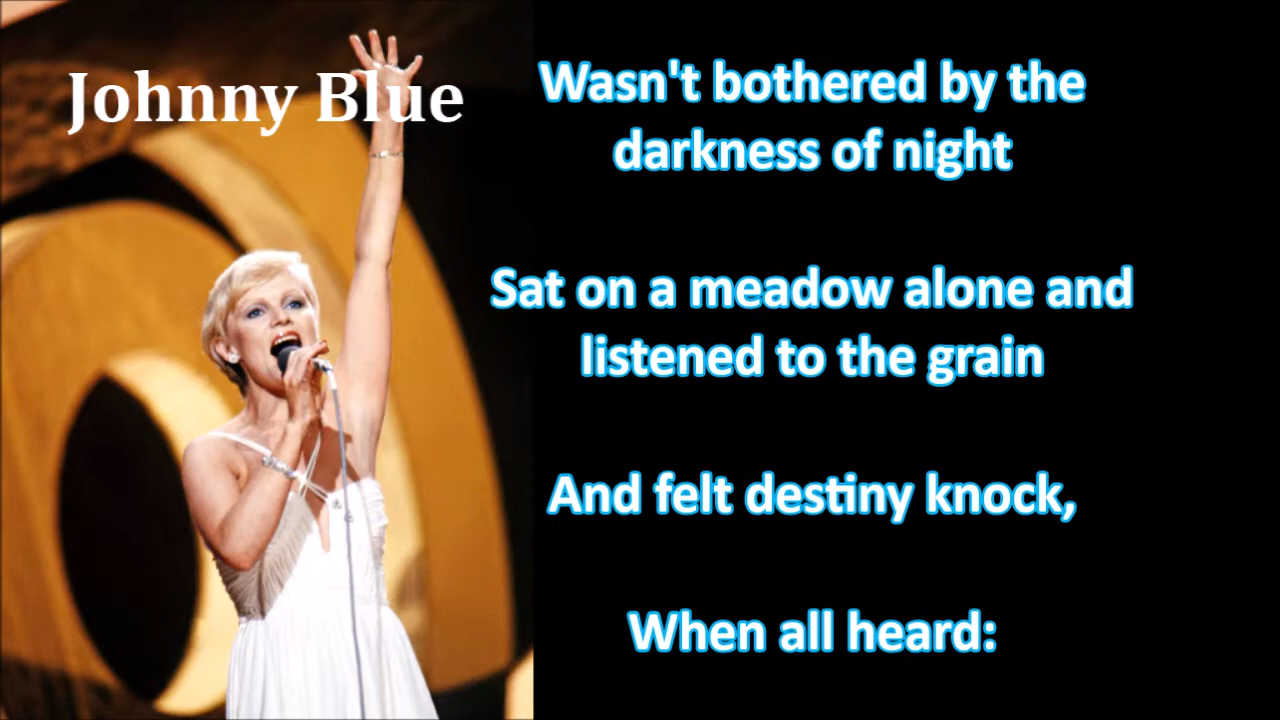 Johnny Blue
Wasn't bothered by the
darkness of night
Sat on a meadow alone and
listened to the grain
And felt destiny knock,
When all heard: